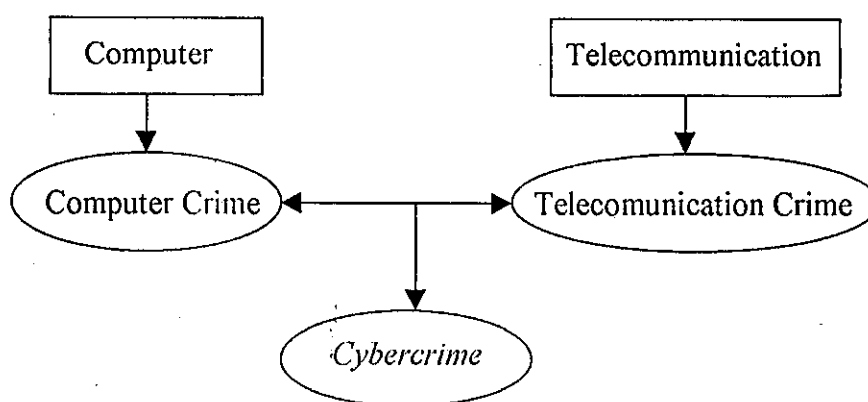 Computer
Telecommunication
Computer Crime
Telecomunication Crime
Cybercrime